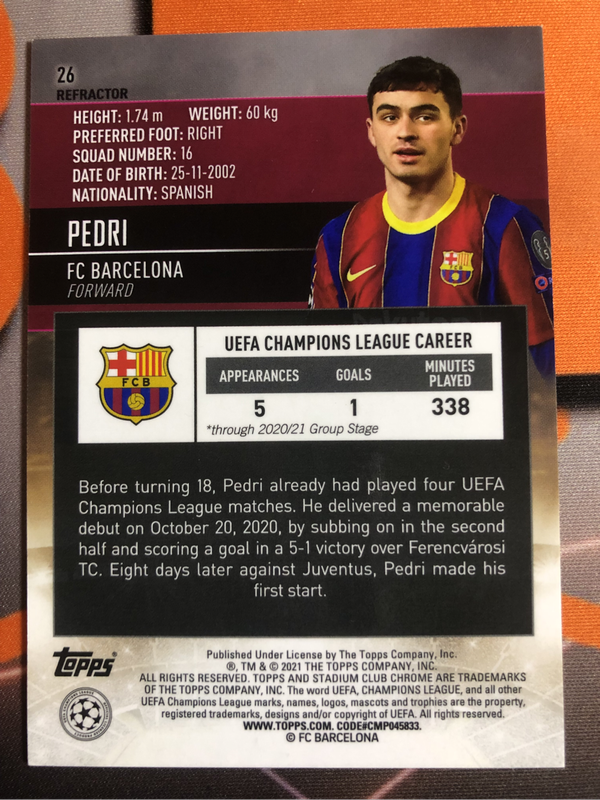 26
REFRACTOR
HEIGHT: 1.74 m WEIGHT: 60 kg
PREFERRED FOOT: RIGHT
SQUAD NUMBER: 16
DATE OF BIRTH: 25-11-2002
NATIONALITY: SPANISH
PEDRI
FC BARCELONA
FORWARD
FCB
UEFA CHAMPIONS LEAGUE CAREER
APPEARANCES GOALS MINUTES PLAYED
5 1 338
*through 2020/21 Group Stage
Before turning 18, Pedri already had played four UEFA
Champions League matches. He delivered a memorable
debut on October 20, 2020, by subbing on in the second
half and scoring a goal in a 5-1 victory over Ferencvárosi
TC. Eight days later against Juventus, Pedri made his
first start.
Topps
Published Under License by The Topps Company, Inc.
®, TM & © 2021 THE TOPPS COMPANY, INC.
ALL RIGHTS RESERVED. TOPPS AND STADIUM CLUB CHROME ARE TRADEMARKS
OF THE TOPPS COMPANY, INC. The word UEFA, CHAMPIONS LEAGUE, and all other
UEFA Champions League marks, names, logos, mascots and trophies are the property,
registered trademarks, designs and/or copyright of UEFA. All rights reserved.
WWW.TOPPS.COM. CODE#CMP045833.
© FC BARCELONA